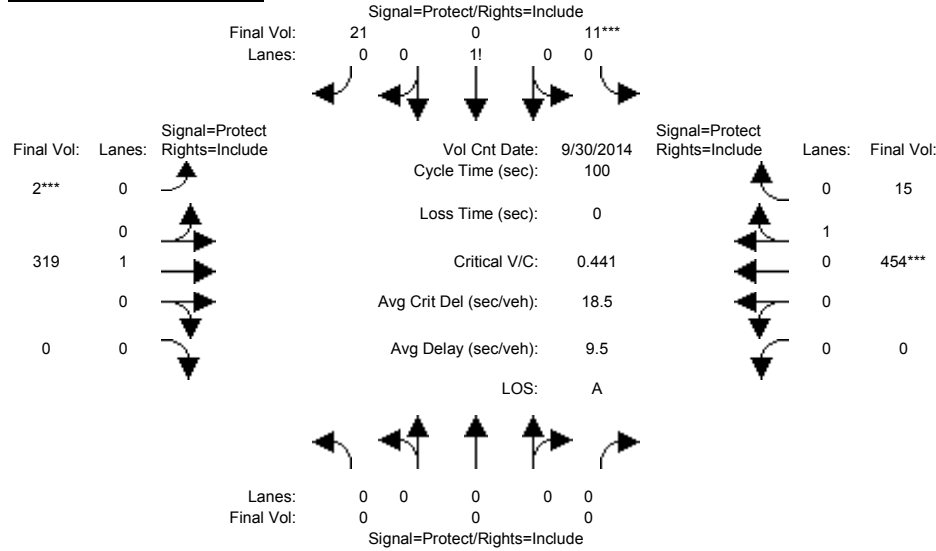 Signal=Protect/Rights=Include
Final Vol: 21 0 11***
Lanes: 0 0 1! 0 0
Signal=Protect Signal=Protect
Final Vol: Lanes: Rights=Include Vol Cnt Date: 9/30/2014 Rights=Include Lanes: Final Vol:
Cycle Time (sec): 100
2*** 0 0 15
Loss Time (sec): 0
0 1
319 1 Critical V/C: 0.441 0 454***
0 Avg Crit Del (sec/veh): 18.5 0
0 0 Avg Delay (sec/veh): 9.5 0 0
LOS: A
Lanes: 0 0 0 0 0
Final Vol: 0 0 0
Signal=Protect/Rights=Include